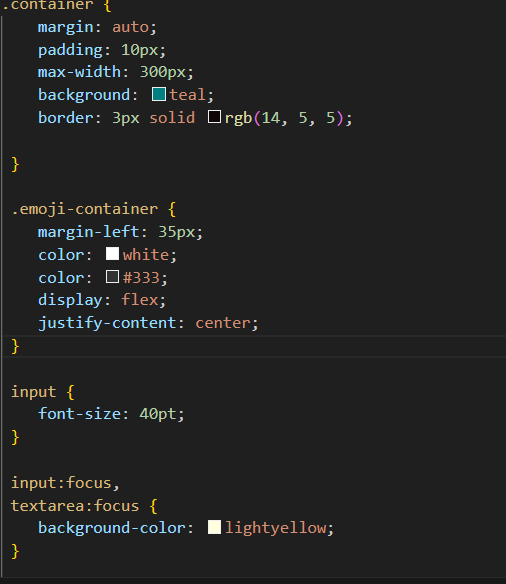 .container {
margin: auto;
padding: 10px;
max-width: 300px;
background: teal;
border: 3px solid rgb(14, 5, 5);
}
.emoji-container {
margin-left: 35px;
color: white;
color: #333;
display: flex;
justify-content: center;
}
input {
font-size: 40pt;
}
input:focus,
textarea:focus {
background-color: lightyellow;
}